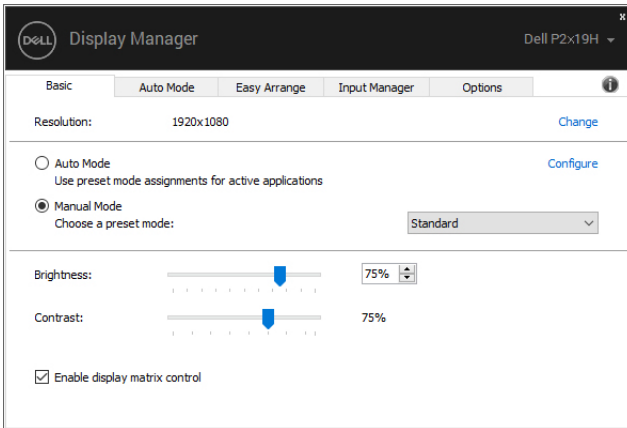 x
DELL Display Manager Dell P2x19H
Basic Auto Mode Easy Arrange Input Manager Options i
Resolution: 1920x1080 Change
Auto Mode Configure
Use preset mode assignments for active applications
Manual Mode
Choose a preset mode: Standard
Brightness: 75%
Contrast: 75%
Enable display matrix control